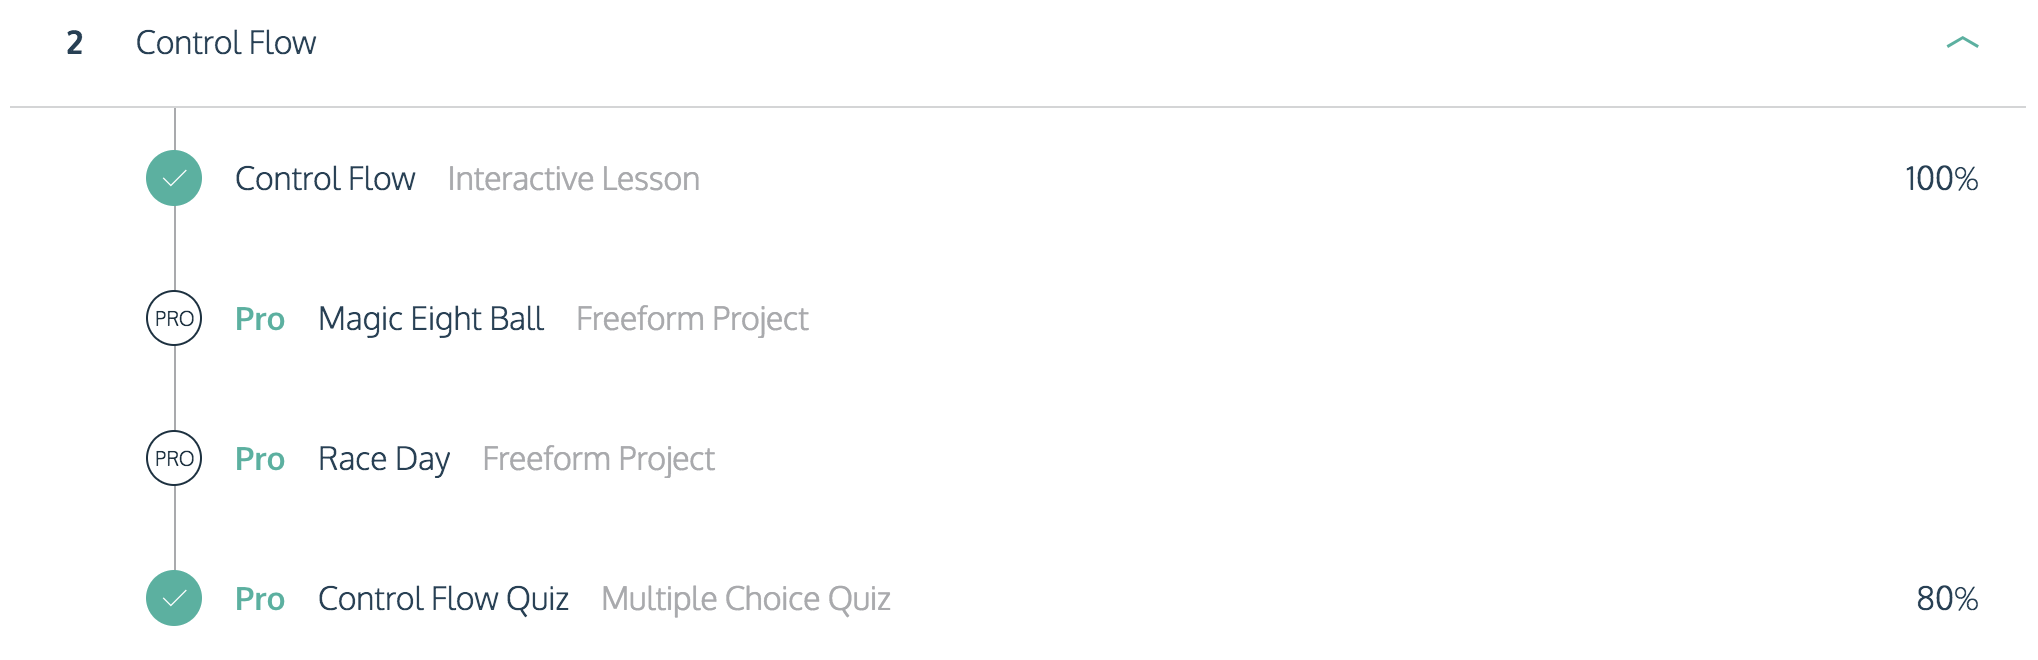 2 Control Flow
Control Flow Interactive Lesson 100%
PRO Pro Magic Eight Ball Freeform Project
PRO Pro Race Day Freeform Project
Pro Control Flow Quiz Multiple Choice Quiz 80%